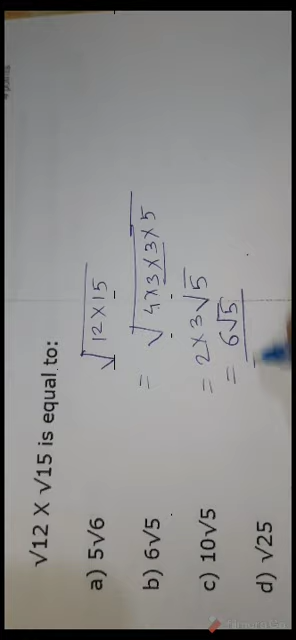 √12 X √15 is equal to:
a) 5√6
b) 6√5
c) 10√5
d) √25
√12×15
= √4×3×3×5
= 2×3√5
= 6√5